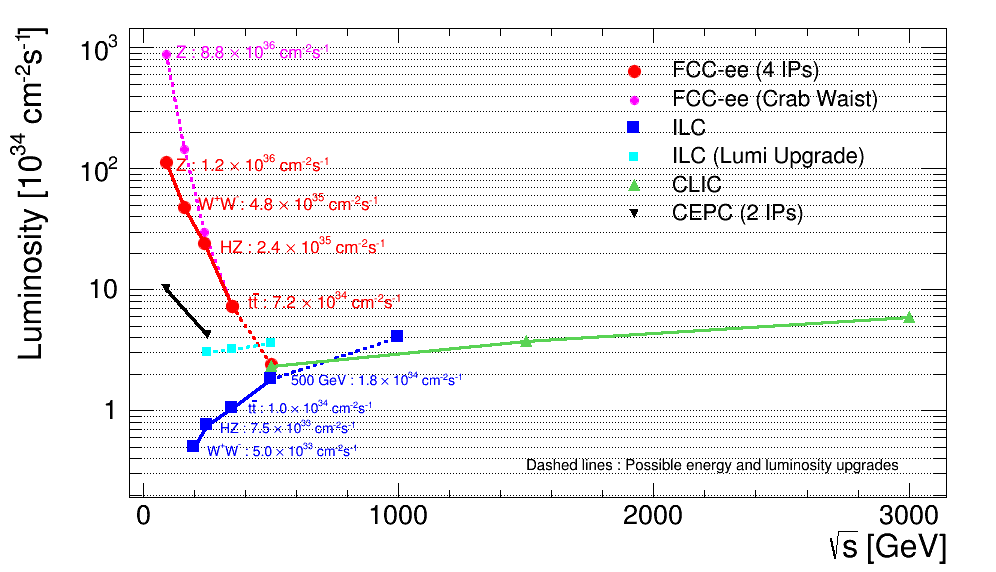 Luminosity [10³⁴ cm⁻²s⁻¹]
10³
10²
10
1
Z : 8.8 × 10³⁶ cm⁻²s⁻¹
Z : 1.2 × 10³⁶ cm⁻²s⁻¹
W⁺W⁻ : 4.8 × 10³⁵ cm⁻²s⁻¹
HZ : 2.4 × 10³⁵ cm⁻²s⁻¹
tt̄ : 7.2 × 10³⁴ cm⁻²s⁻¹
500 GeV : 1.8 × 10³⁴ cm⁻²s⁻¹
tt̄ : 1.0 × 10³⁴ cm⁻²s⁻¹
HZ : 7.5 × 10³³ cm⁻²s⁻¹
W⁺W⁻ : 5.0 × 10³³ cm⁻²s⁻¹
FCC-ee (4 IPs)
FCC-ee (Crab Waist)
ILC
ILC (Lumi Upgrade)
CLIC
CEPC (2 IPs)
Dashed lines : Possible energy and luminosity upgrades
0 1000 2000 3000
√s [GeV]